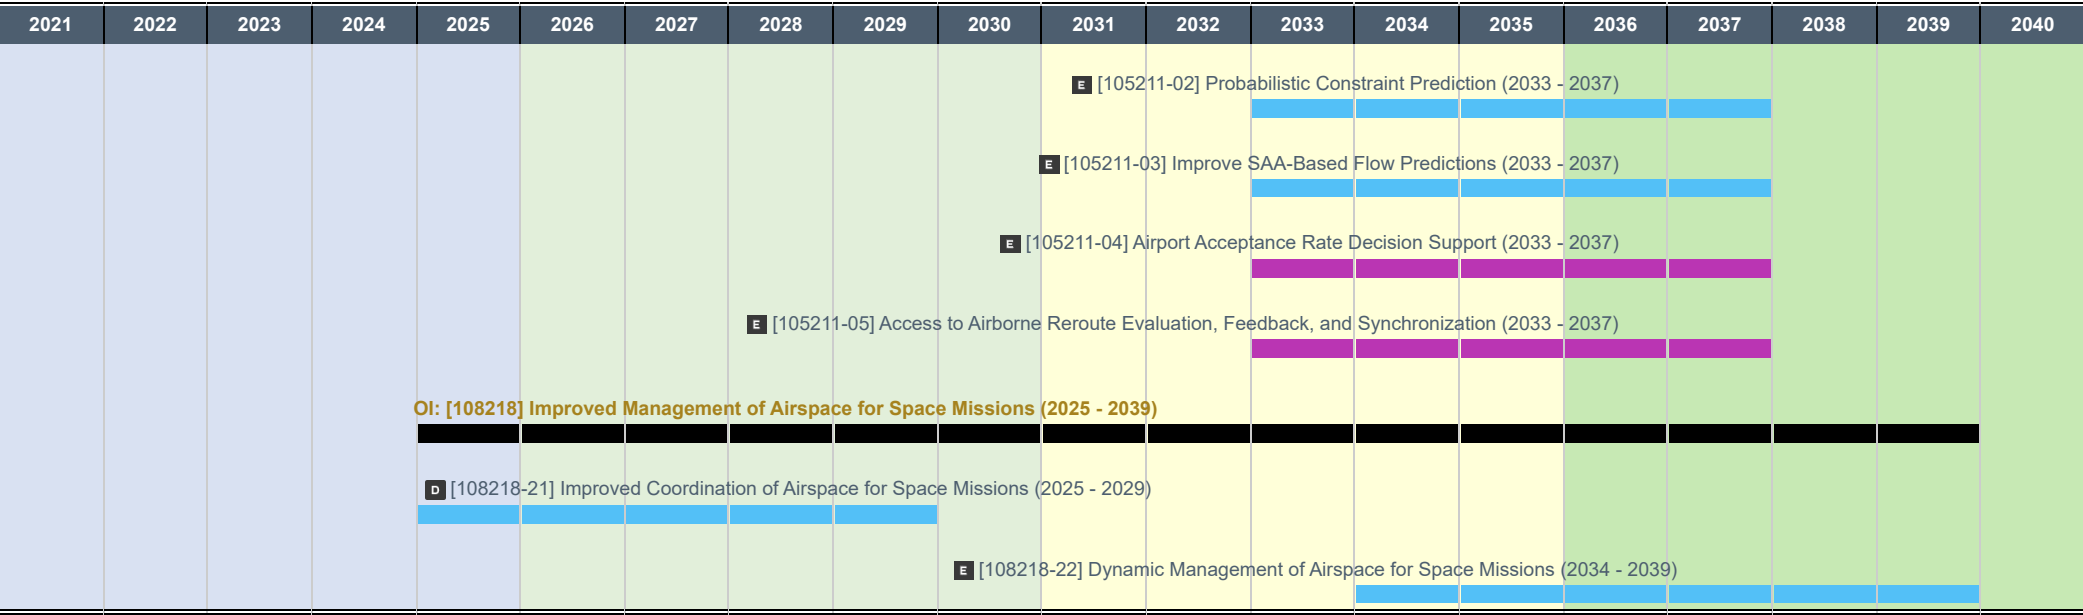 2021 2022 2023 2024 2025 2026 2027 2028 2029 2030 2031 2032 2033 2034 2035 2036 2037 2038 2039 2040
E [105211-02] Probabilistic Constraint Prediction (2033 - 2037)
E [105211-03] Improve SAA-Based Flow Predictions (2033 - 2037)
E [105211-04] Airport Acceptance Rate Decision Support (2033 - 2037)
E [105211-05] Access to Airborne Reroute Evaluation, Feedback, and Synchronization (2033 - 2037)
OI: [108218] Improved Management of Airspace for Space Missions (2025 - 2039)
D [108218-21] Improved Coordination of Airspace for Space Missions (2025 - 2029)
E [108218-22] Dynamic Management of Airspace for Space Missions (2034 - 2039)